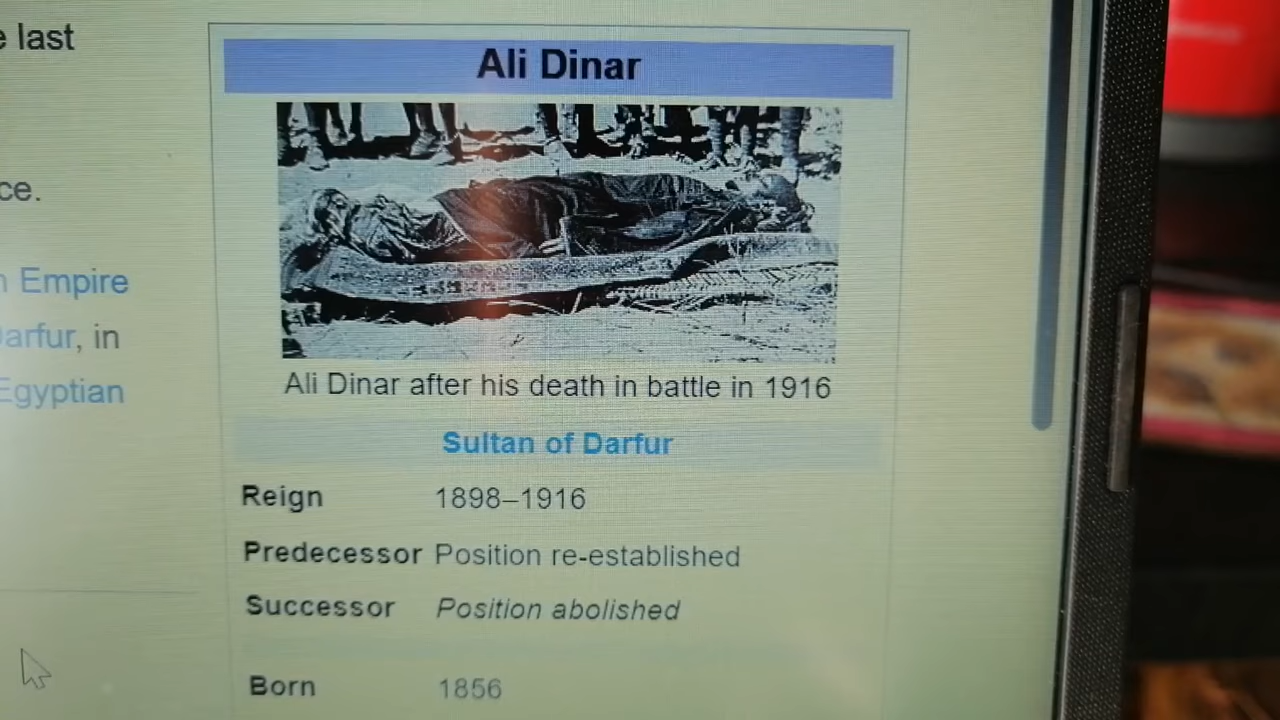 e last
ce.
n Empire
Darfur, in
Egyptian
Ali Dinar
Ali Dinar after his death in battle in 1916
Sultan of Darfur
Reign 1898–1916
Predecessor Position re-established
Successor Position abolished
Born 1856